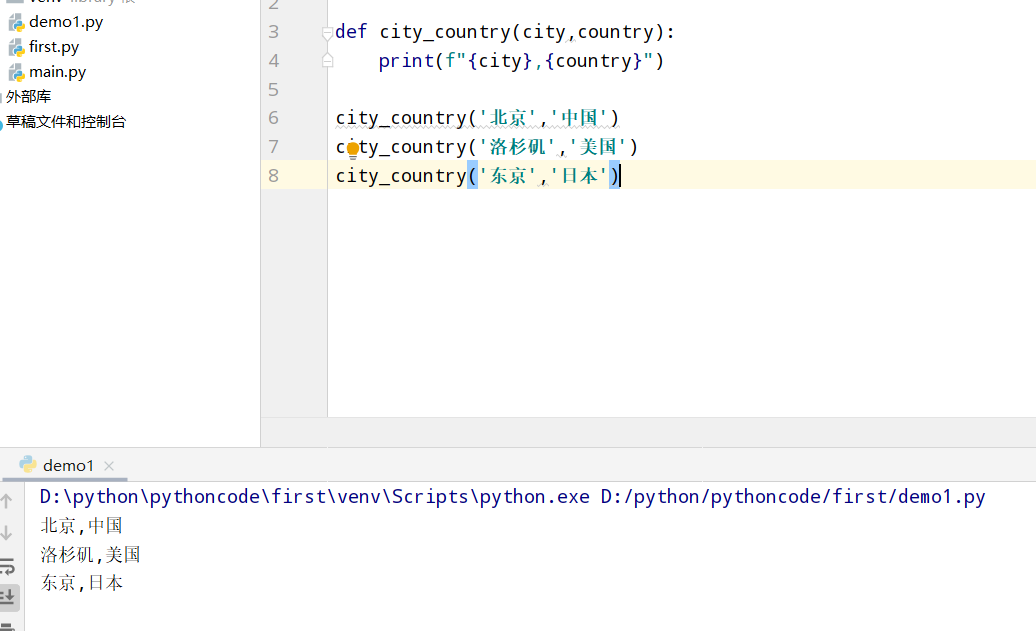 venv library 根
demo1.py
first.py
main.py
外部库
草稿文件和控制台
2
3 def city_country(city,country):
4 print(f"{city},{country}")
5
6 city_country('北京','中国')
7 city_country('洛杉矶','美国')
8 city_country('东京','日本')
demo1
D:\python\pythoncode\first\venv\Scripts\python.exe D:/python/pythoncode/first/demo1.py
北京,中国
洛杉矶,美国
东京,日本